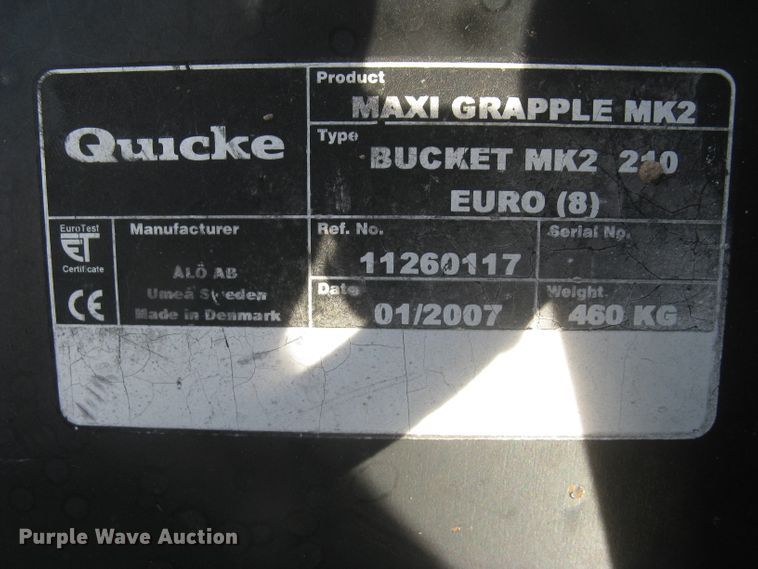 Quicke
Product
MAXI GRAPPLE MK2
Type
BUCKET MK2 210
EURO (8)
EuroTest
ET
Certificate
CE
Manufacturer
ALÖ AB
Umeå Sweden
Made in Denmark
Ref. No.
11260117
Serial No.
Date
01/2007
Weight
460 KG
Purple Wave Auction